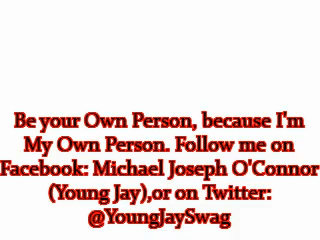 Be your Own Person, because I'm
My Own Person. Follow me on
Facebook: Michael Joseph O'Connor
(Young Jay),or on Twitter:
@YoungJaySwag